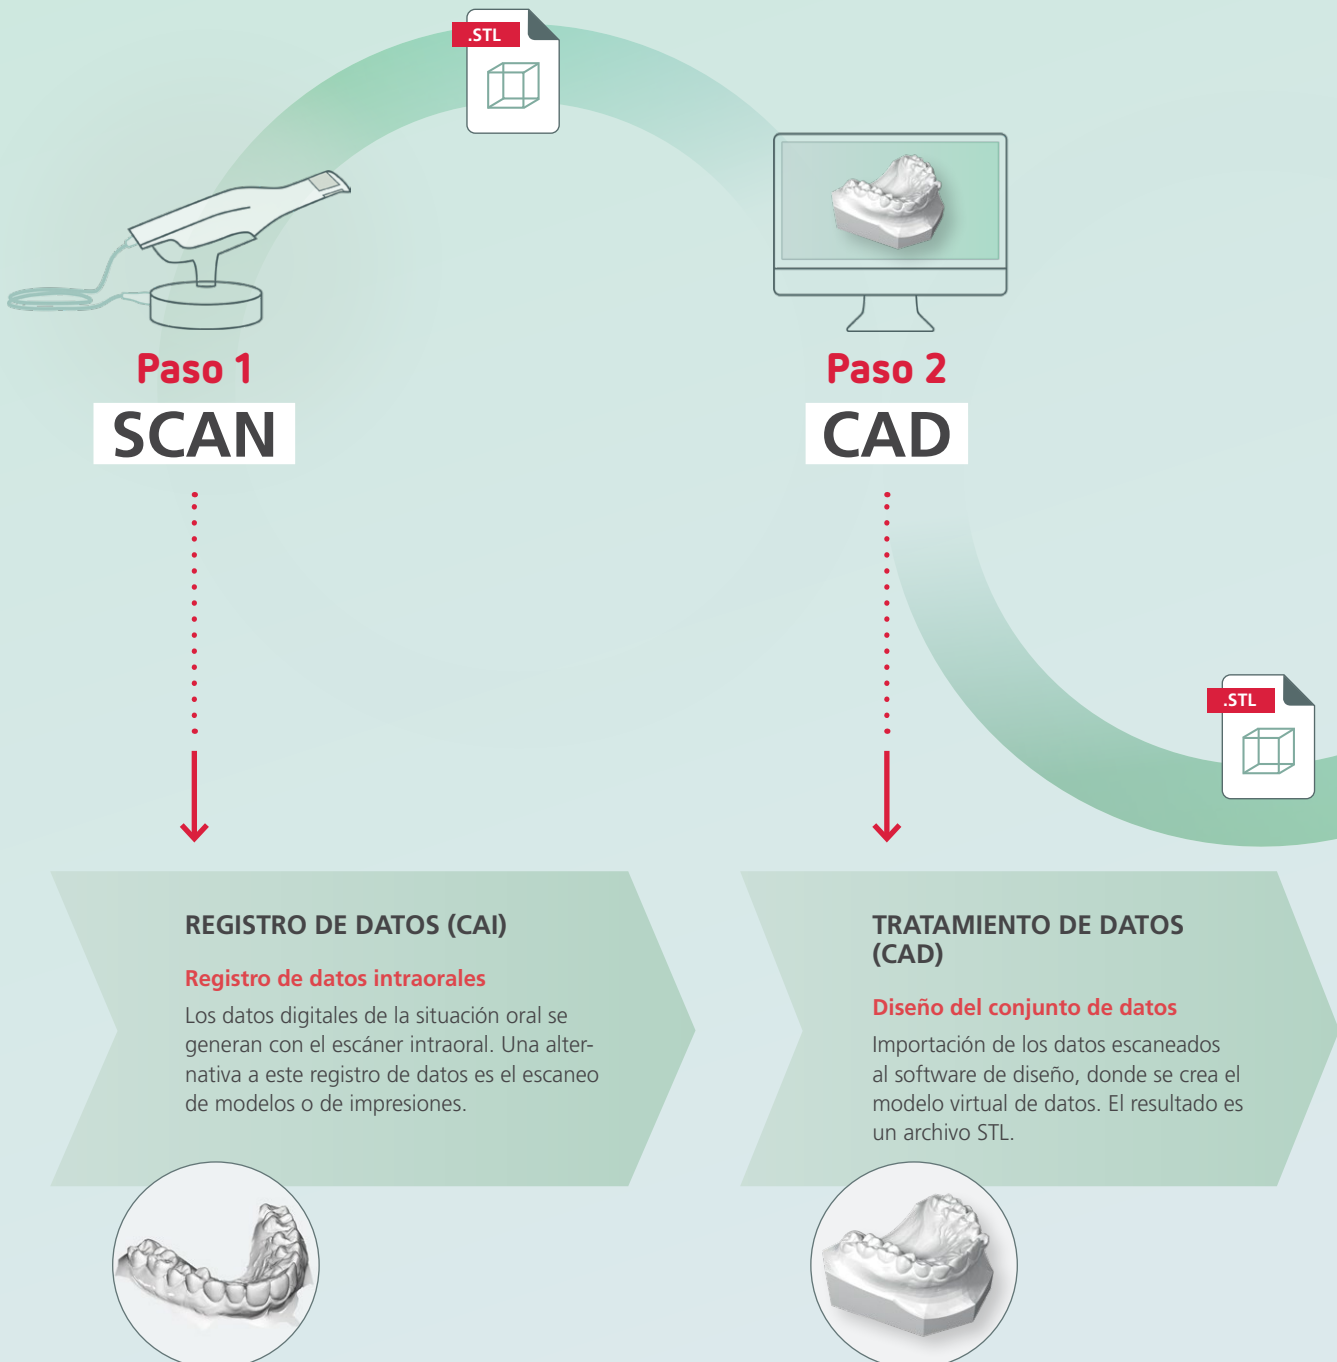 .STL
Paso 1
SCAN
Paso 2
CAD
.STL
REGISTRO DE DATOS (CAI)
Registro de datos intraorales
Los datos digitales de la situación oral se
generan con el escáner intraoral. Una alter-
nativa a este registro de datos es el escaneo
de modelos o de impresiones.
TRATAMIENTO DE DATOS
(CAD)
Diseño del conjunto de datos
Importación de los datos escaneados
al software de diseño, donde se crea el
modelo virtual de datos. El resultado es
un archivo STL.